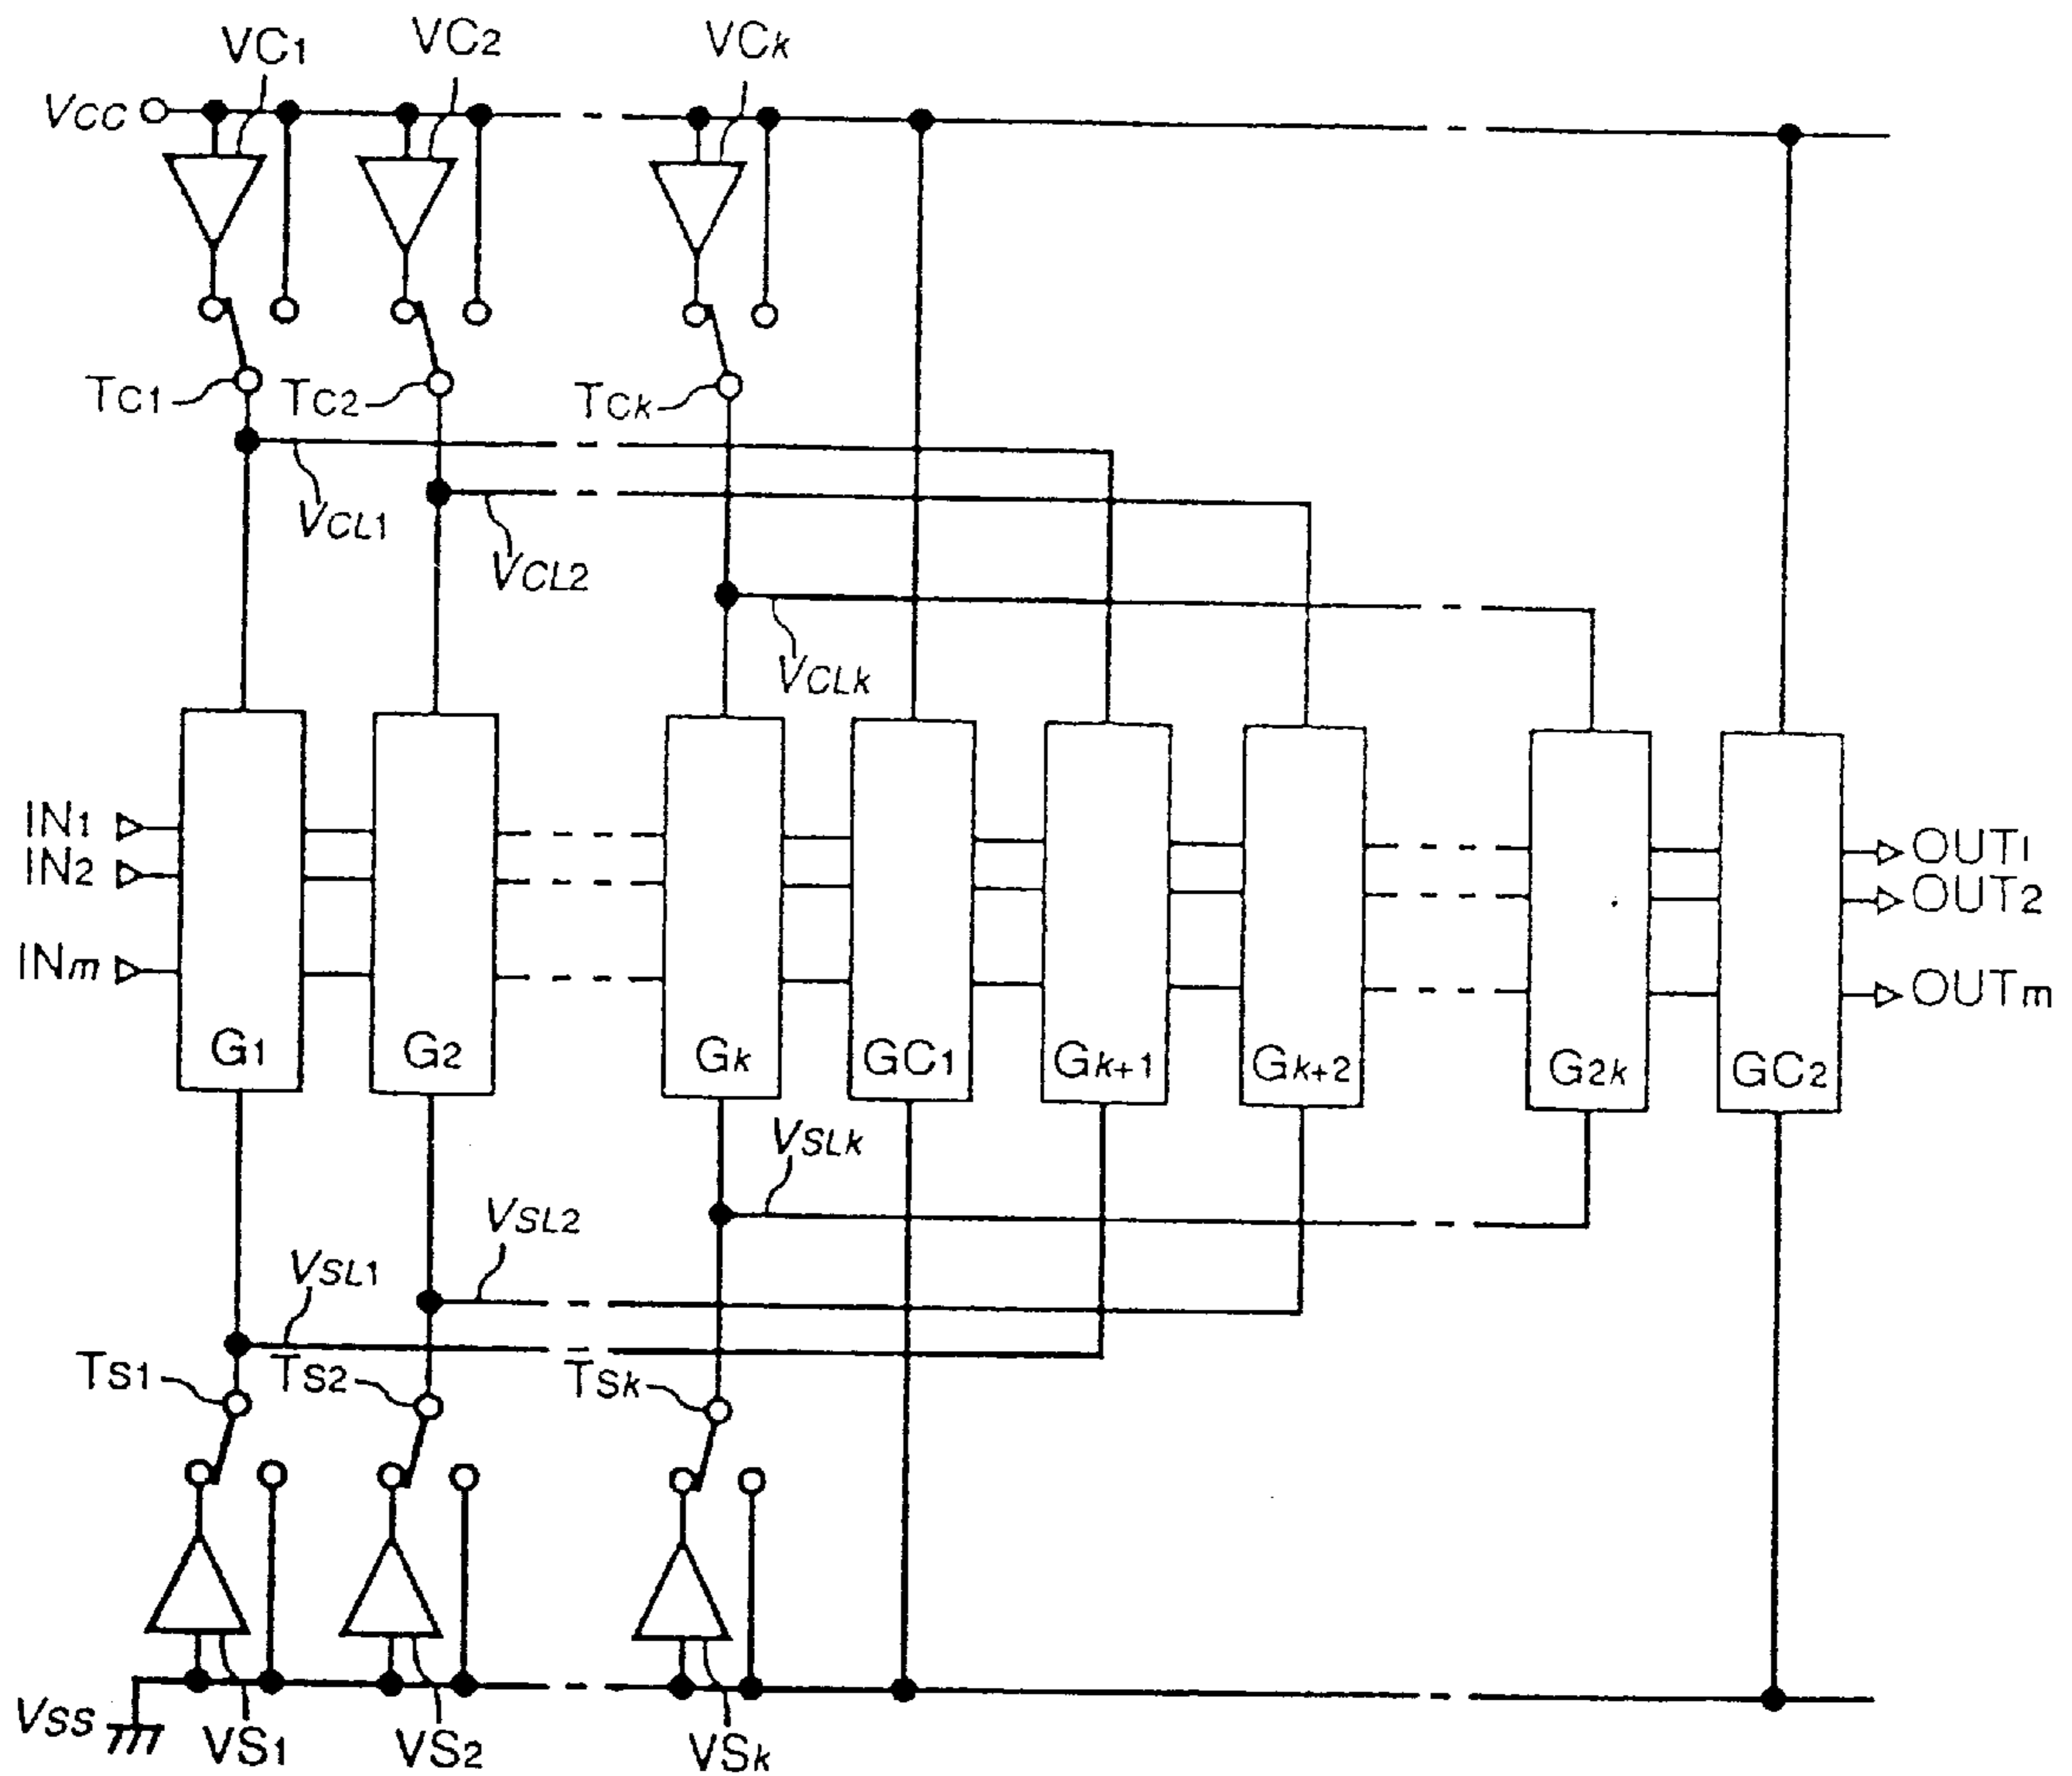 VC1
VC2
VCk
VCC
TC1
TC2
TCk
VCL1
VCL2
VCLk
IN1
IN2
INm
G1
G2
Gk
GC1
Gk+1
Gk+2
G2k
GC2
OUT1
OUT2
OUTm
VSLk
VSL2
VSL1
TS1
TS2
TSk
VSS
VS1
VS2
VSk